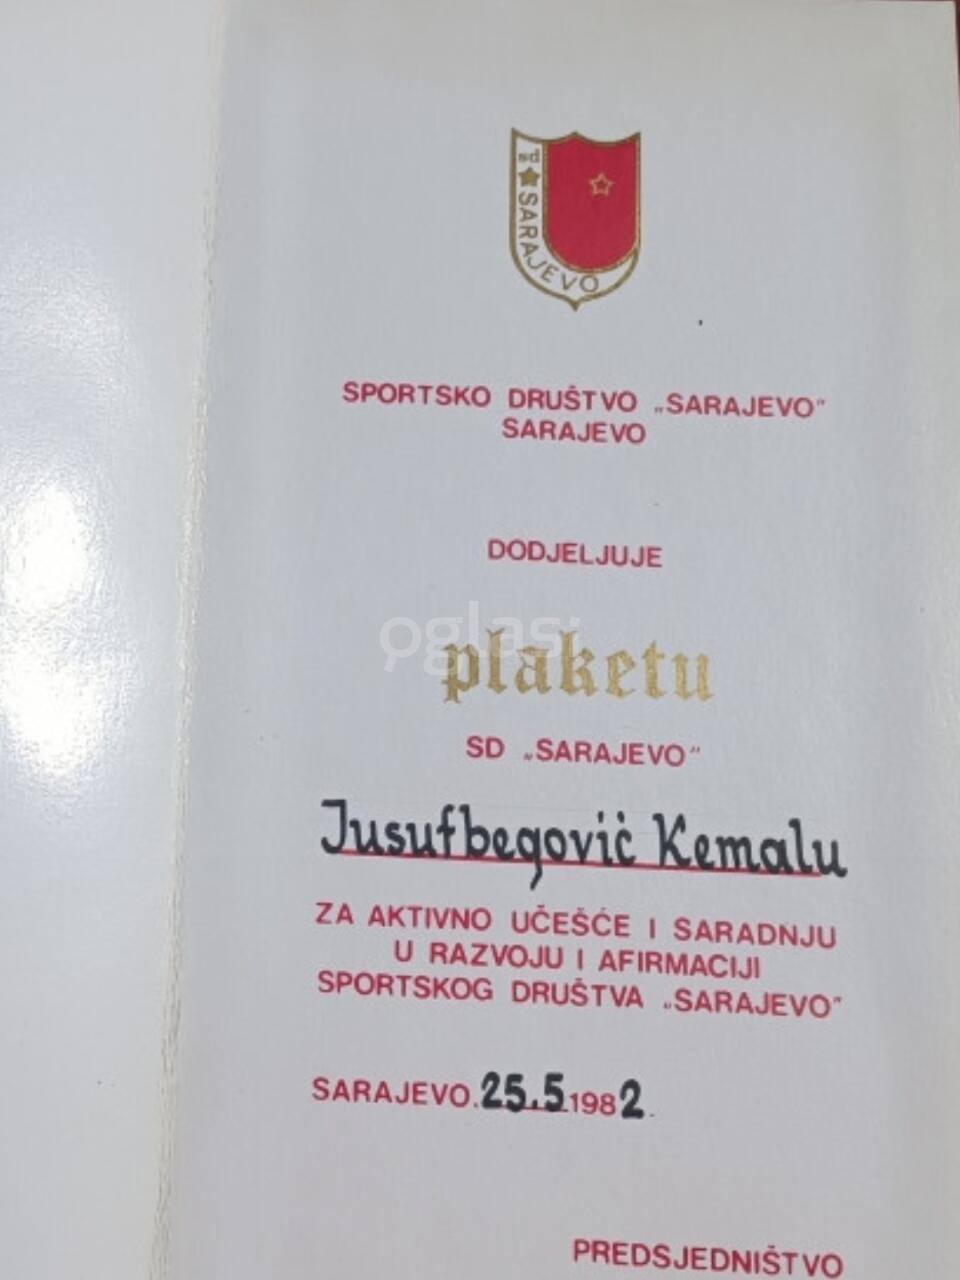 sd ★ SARAJEVO
SPORTSKO DRUŠTVO „SARAJEVO“
SARAJEVO
DODJELJUJE
oglasi
plaketu
SD „SARAJEVO“
Jusufbegović Kemalu
ZA AKTIVNO UČEŠĆE I SARADNJU
U RAZVOJU I AFIRMACIJI
SPORTSKOG DRUŠTVA „SARAJEVO“
SARAJEVO. 25.5.1982.
PREDSJEDNIŠTVO